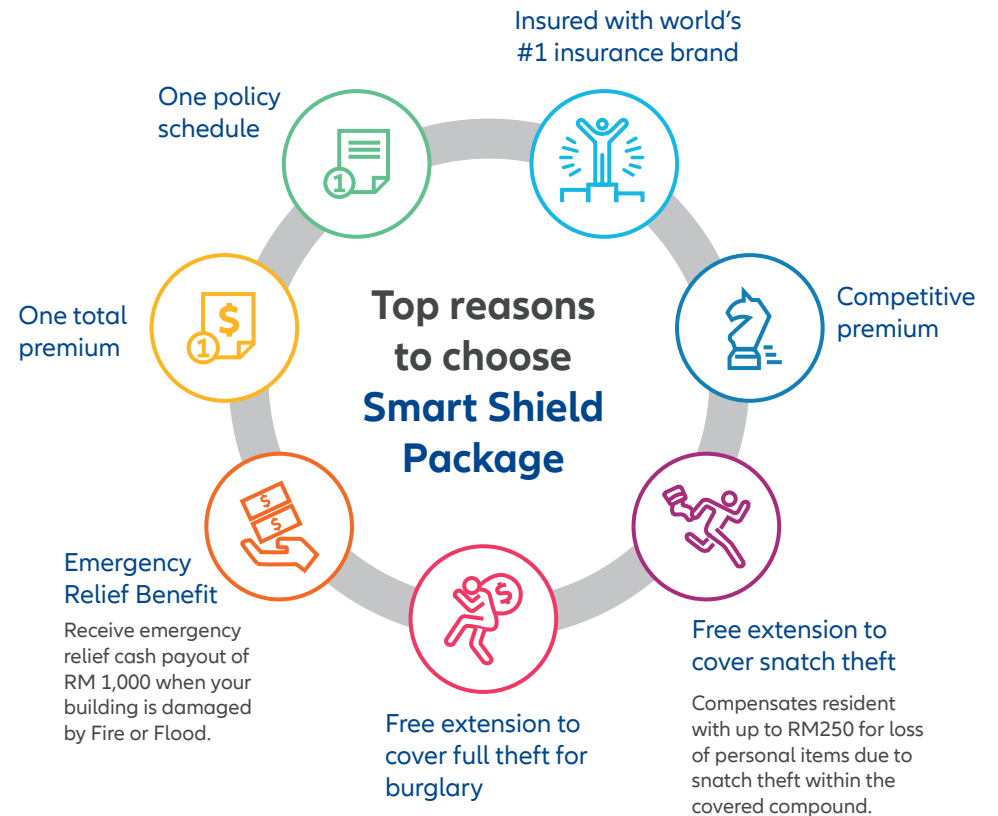 Insured with world's
#1 insurance brand
One policy
schedule
1
Competitive
premium
One total
premium
$
1
Top reasons
to choose
Smart Shield
Package
$
$
Emergency
Relief Benefit
Receive emergency
relief cash payout of
RM 1,000 when your
building is damaged
by Fire or Flood.
$
Free extension to
cover full theft for
burglary
Free extension to
cover snatch theft
Compensates resident
with up to RM250 for loss
of personal items due to
snatch theft within the
covered compound.